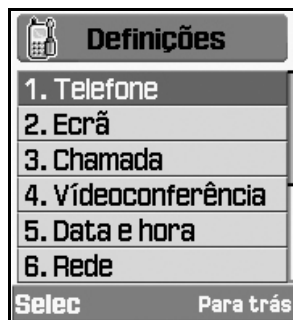 Definições
1. Telefone
2. Ecrã
3. Chamada
4. Vídeoconferência
5. Data e hora
6. Rede
Selec Para trás